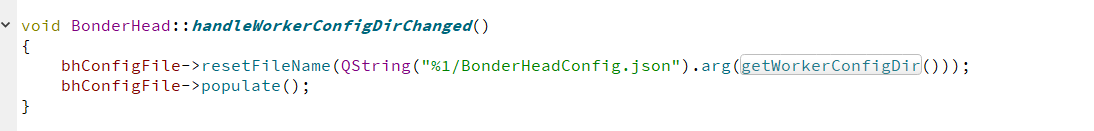 void BonderHead::handleWorkerConfigDirChanged()
{
    bhConfigFile->resetFileName(QString("%1/BonderHeadConfig.json").arg(getWorkerConfigDir()));
    bhConfigFile->populate();
}